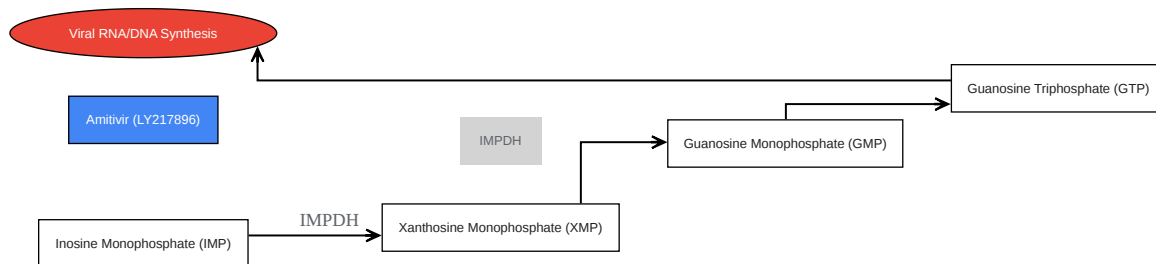 Viral RNA/DNA Synthesis
Guanosine Triphosphate (GTP)
Amitivir (LY217896)
IMPDH
Guanosine Monophosphate (GMP)
IMPDH
Xanthosine Monophosphate (XMP)
Inosine Monophosphate (IMP)